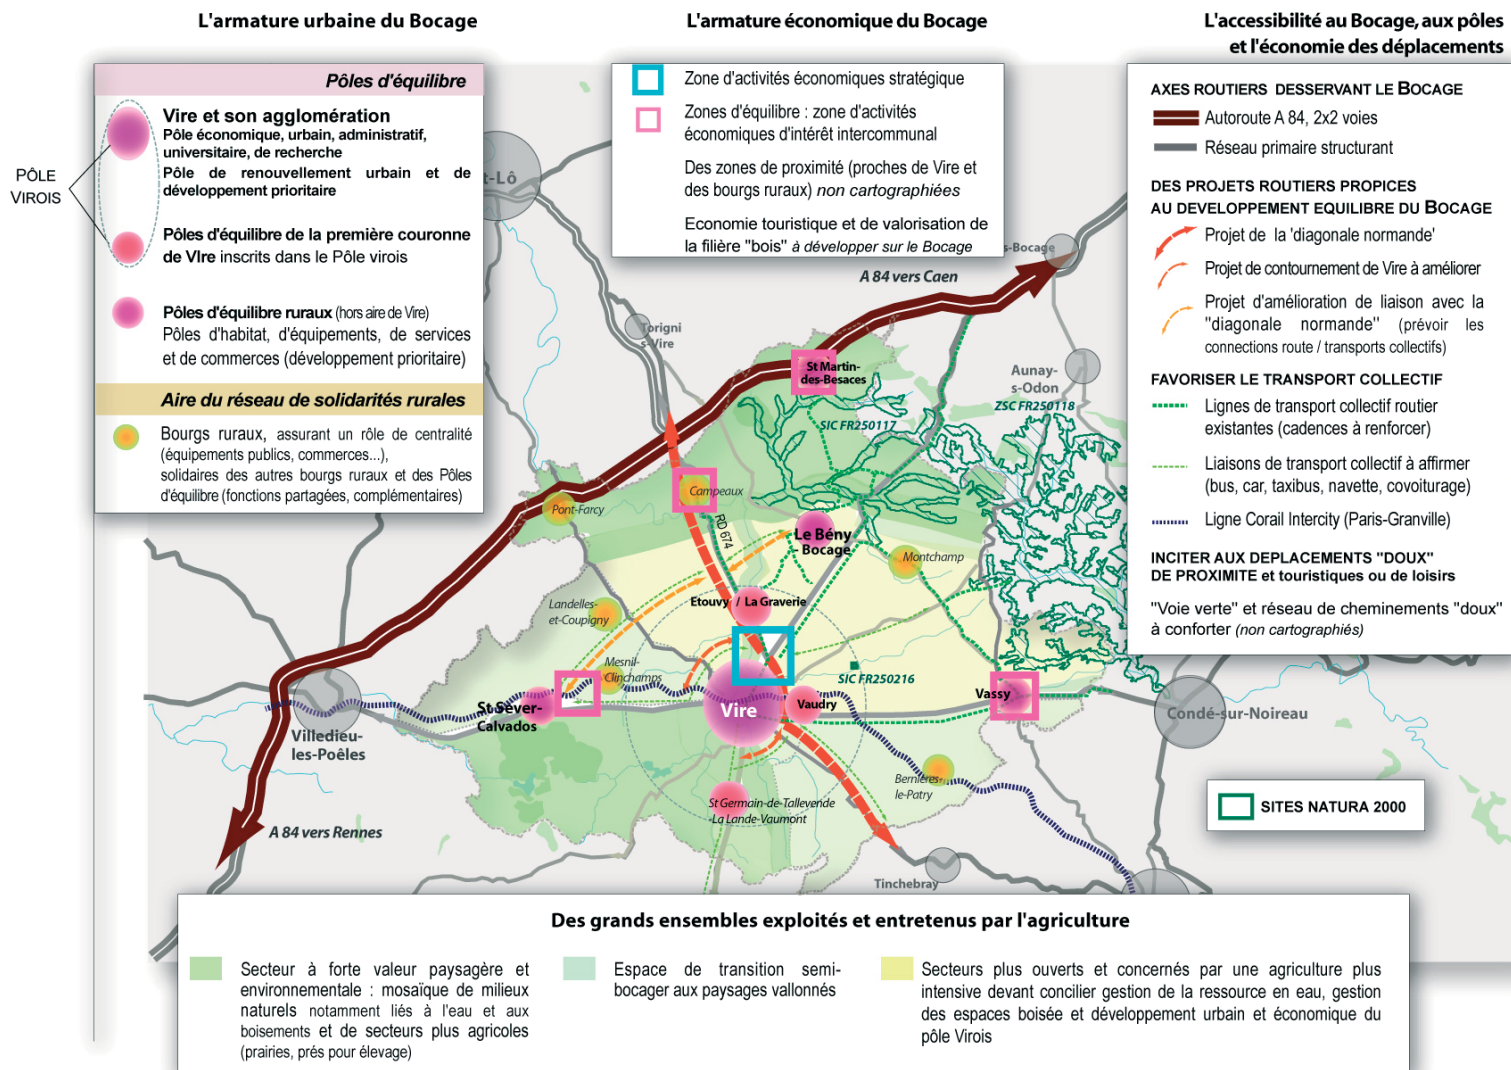 L'armature urbaine du Bocage
Pôles d'équilibre
Vire et son agglomération
Pôle économique, urbain, administratif,
universitaire, de recherche
Pôle de renouvellement urbain et de
développement prioritaire
PÔLE
VIROIS
Pôles d'équilibre de la première couronne
de VIre inscrits dans le Pôle virois
Pôles d'équilibre ruraux (hors aire de Vire)
Pôles d'habitat, d'équipements, de services
et de commerces (développement prioritaire)
Aire du réseau de solidarités rurales
Bourgs ruraux, assurant un rôle de centralité
(équipements publics, commerces...),
solidaires des autres bourgs ruraux et des Pôles
d'équilibre (fonctions partagées, complémentaires)
L'armature économique du Bocage
Zone d'activités économiques stratégique
Zones d'équilibre : zone d'activités
économiques d'intérêt intercommunal
Des zones de proximité (proches de Vire et
des bourgs ruraux) non cartographiées
Economie touristique et de valorisation de
la filière "bois" à développer sur le Bocage
L'accessibilité au Bocage, aux pôles
et l'économie des déplacements
AXES ROUTIERS DESSERVANT LE BOCAGE
Autoroute A 84, 2x2 voies
Réseau primaire structurant
DES PROJETS ROUTIERS PROPICES
AU DEVELOPPEMENT EQUILIBRE DU BOCAGE
Projet de la 'diagonale normande'
Projet de contournement de Vire à améliorer
Projet d'amélioration de liaison avec la
"diagonale normande" (prévoir les
connections route / transports collectifs)
FAVORISER LE TRANSPORT COLLECTIF
Lignes de transport collectif routier
existantes (cadences à renforcer)
Liaisons de transport collectif à affirmer
(bus, car, taxibus, navette, covoiturage)
Ligne Corail Intercity (Paris-Granville)
INCITER AUX DEPLACEMENTS "DOUX"
DE PROXIMITE et touristiques ou de loisirs
"Voie verte" et réseau de cheminements "doux"
à conforter (non cartographiés)
SITES NATURA 2000
t-Lô
s-Bocage
A 84 vers Caen
Torigni
s-Vire
St Martin-
des-Besaces
Aunay-
s-Odon
ZSC FR250118
SIC FR250117
Campeaux
Pont-Farcy
RD 674
Le Bény
- Bocage
Montchamp
Landelles-
et-Coupigny
Etouvy / La Graverie
Mesnil-
Clinchamps
SIC FR250216
St Sever-
Calvados
Vire
Vaudry
Vassy
Condé-sur-Noireau
Villedieu-
les-Poêles
Bernières-
le-Patry
St Germain-de-Tallevende
-La Lande-Vaumont
A 84 vers Rennes
Tinchebray
Des grands ensembles exploités et entretenus par l'agriculture
Secteur à forte valeur paysagère et
environnementale : mosaïque de milieux
naturels notamment liés à l'eau et aux
boisements et de secteurs plus agricoles
(prairies, prés pour élevage)
Espace de transition semi-
bocager aux paysages vallonnés
Secteurs plus ouverts et concernés par une agriculture plus
intensive devant concilier gestion de la ressource en eau, gestion
des espaces boisée et développement urbain et économique du
pôle Virois